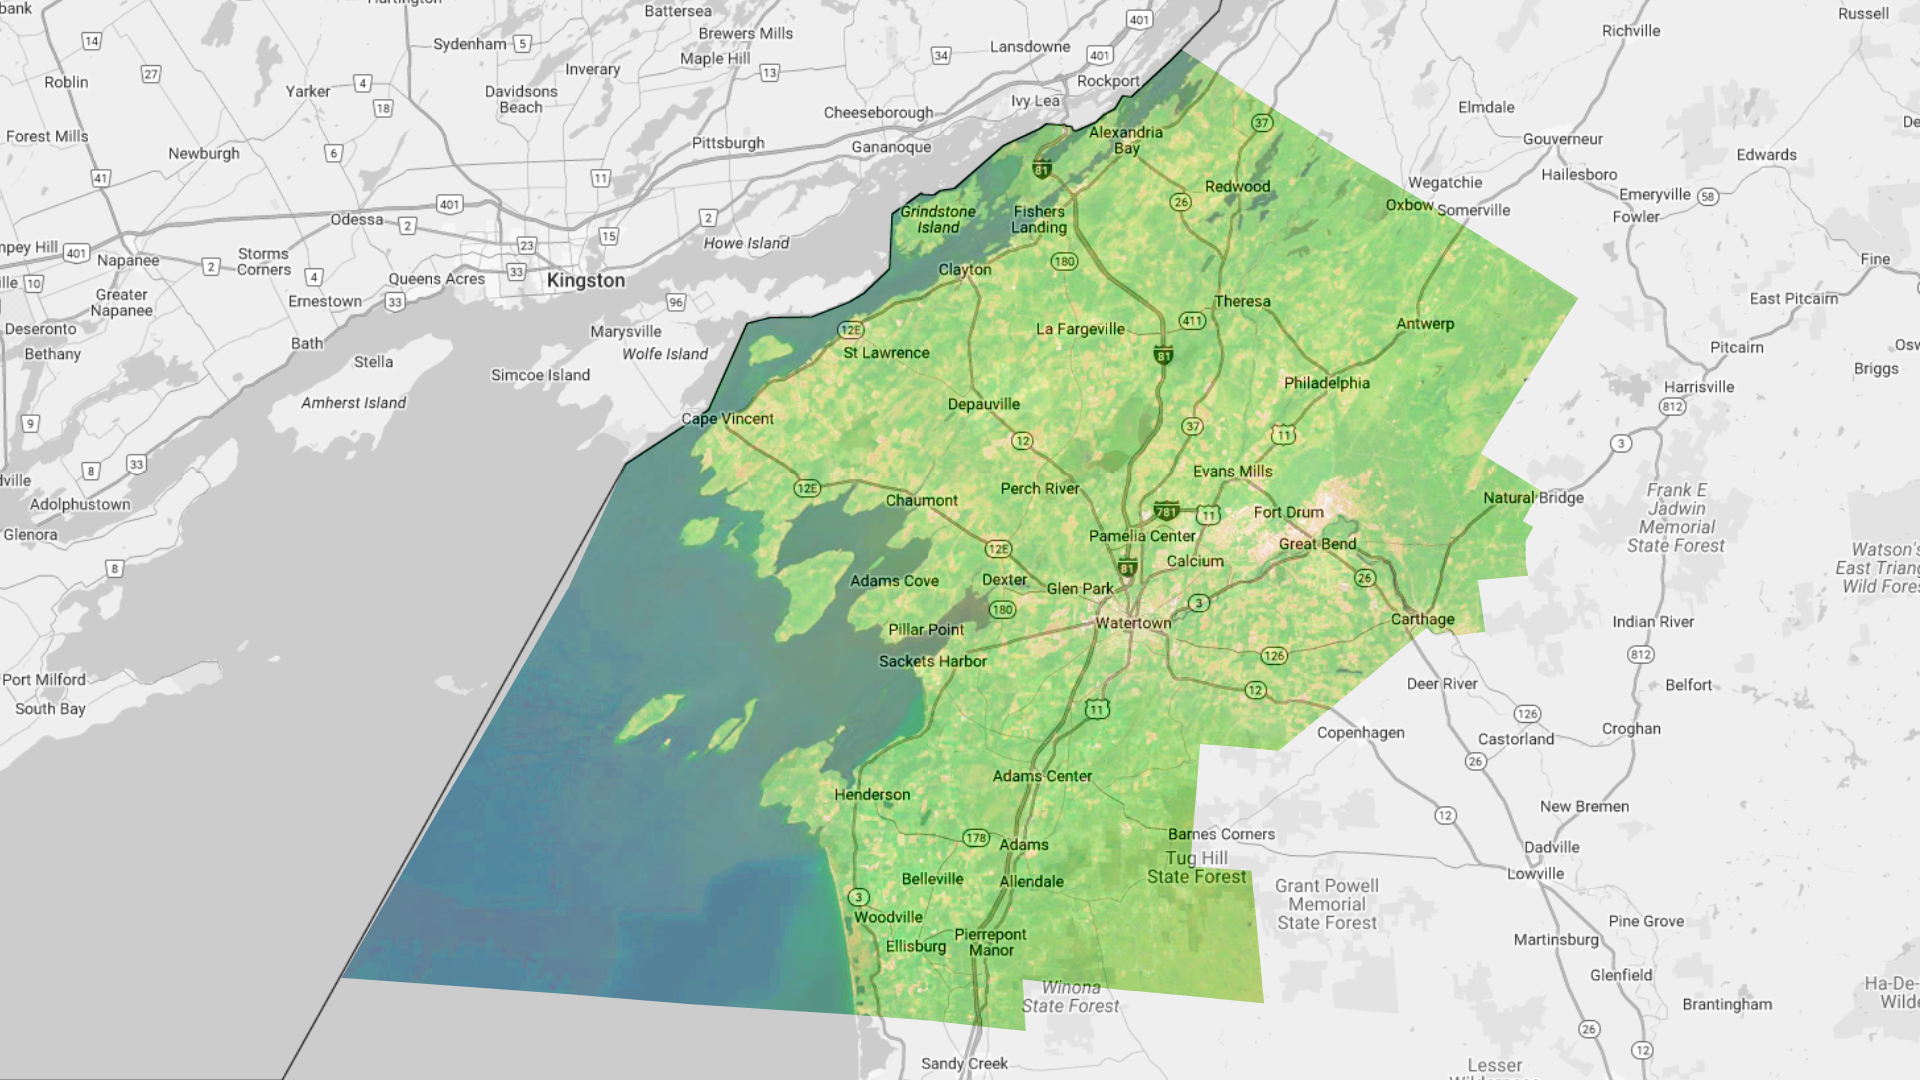 bank
Hartington
Battersea
401
Russell
14
Sydenham
5
Brewers Mills
Lansdowne
Richville
34
401
Maple Hill
Roblin
27
Inverary
13
Rockport
4
Yarker
Davidsons
Beach
18
Ivy Lea
Elmdale
Cheeseborough
37
De
Forest Mills
Alexandria
Bay
Gouverneur
Newburgh
6
Pittsburgh
Gananoque
Edwards
81
41
11
Redwood
Wegatchie
Hailesboro
Emeryville
58
26
401
Oxbow
Somerville
Fowler
Odessa
2
2
Grindstone
Island
Fishers
Landing
15
mpey Hill
401
23
Howe Island
Napanee
2
Storms
Corners
180
Fine
Clayton
lle
10
4
Queens Acres
33
Kingston
Greater
Napanee
Ernestown
33
96
Theresa
East Pitcairn
Deseronto
Marysville
12E
La Fargeville
411
Antwerp
Bath
Wolfe Island
St Lawrence
81
Pitcairn
Osw
Bethany
Stella
Simcoe Island
Briggs
Philadelphia
Harrisville
Amherst Island
Depauville
812
9
Cape Vincent
37
12
11
3
8
33
Evans Mills
dville
12E
Perch River
Natural Bridge
Adolphustown
Chaumont
Frank E
Jadwin
Memorial
State Forest
781
11
Fort Drum
Glenora
Pamelia Center
Great Bend
12E
Watson's
East Triang
Wild Fores
8
81
Calcium
Adams Cove
Dexter
Glen Park
26
180
3
Pillar Point
Watertown
Carthage
Indian River
Sackets Harbor
126
812
Port Milford
Deer River
Belfort
12
South Bay
11
126
Croghan
Copenhagen
Castorland
26
Adams Center
Henderson
New Bremen
12
Barnes Corners
178
Adams
Dadville
Tug Hill
State Forest
Lowville
Belleville
Allendale
Grant Powell
Memorial
State Forest
3
Woodville
Pine Grove
Pierrepont
Manor
Ellisburg
Martinsburg
Glenfield
Winona
State Forest
Ha-De-
Wilde
Brantingham
26
12
Sandy Creek
Lesser